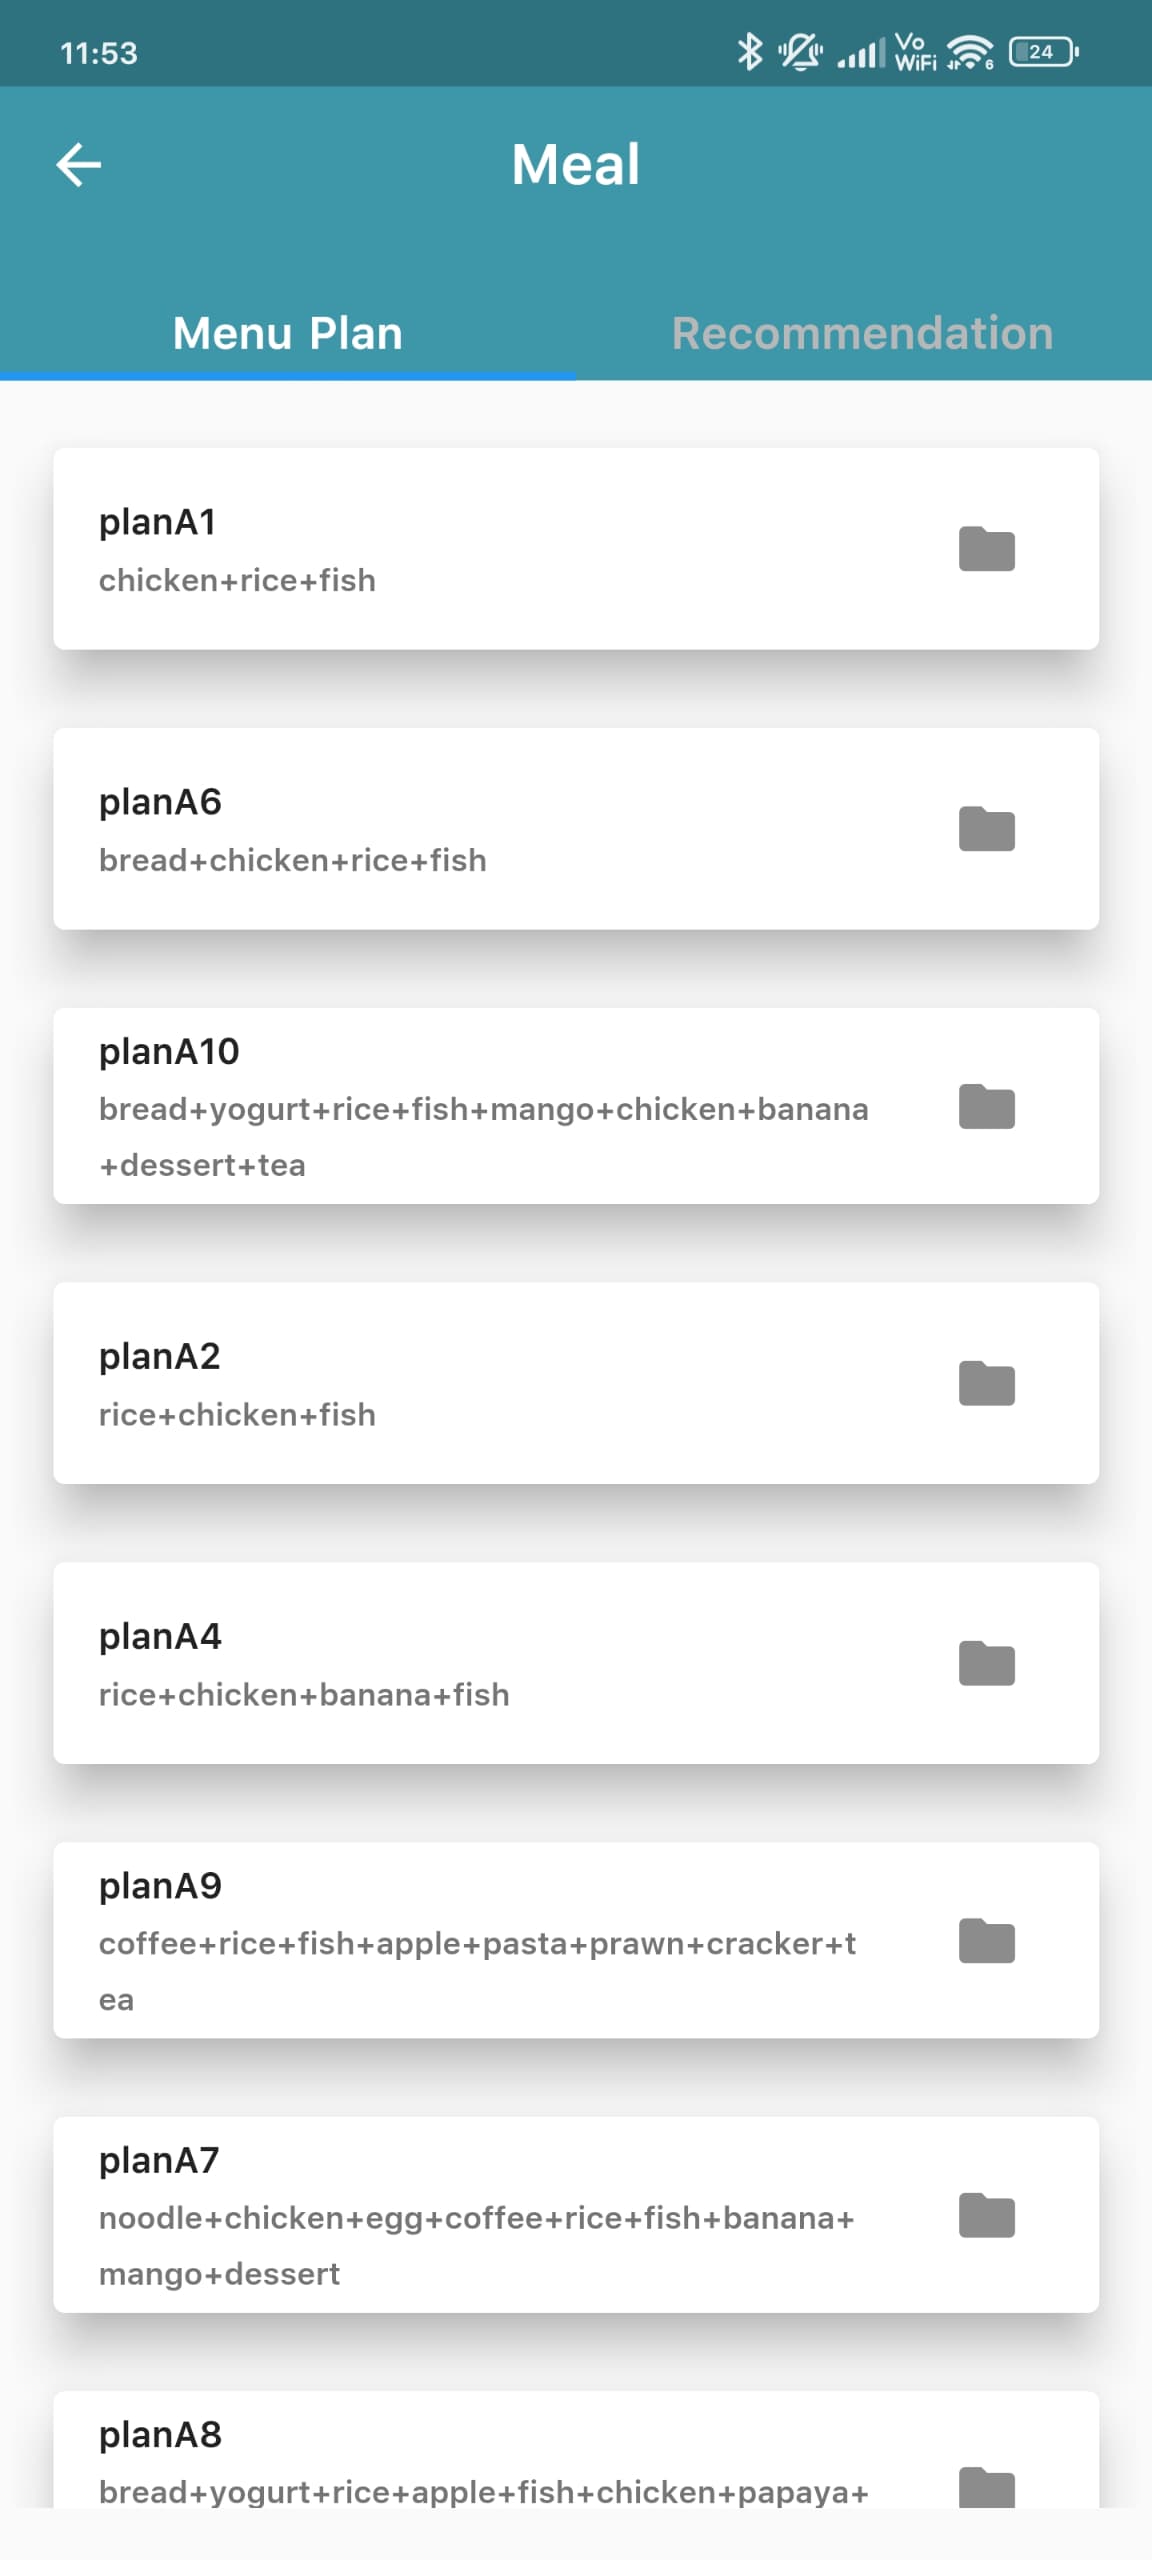 11:53
Vo
WiFi
6
24
Meal
Menu Plan
Recommendation
planA1
chicken+rice+fish
planA6
bread+chicken+rice+fish
planA10
bread+yogurt+rice+fish+mango+chicken+banana
+dessert+tea
planA2
rice+chicken+fish
planA4
rice+chicken+banana+fish
planA9
coffee+rice+fish+apple+pasta+prawn+cracker+t
ea
planA7
noodle+chicken+egg+coffee+rice+fish+banana+
mango+dessert
planA8
bread+yogurt+rice+apple+fish+chicken+papaya+